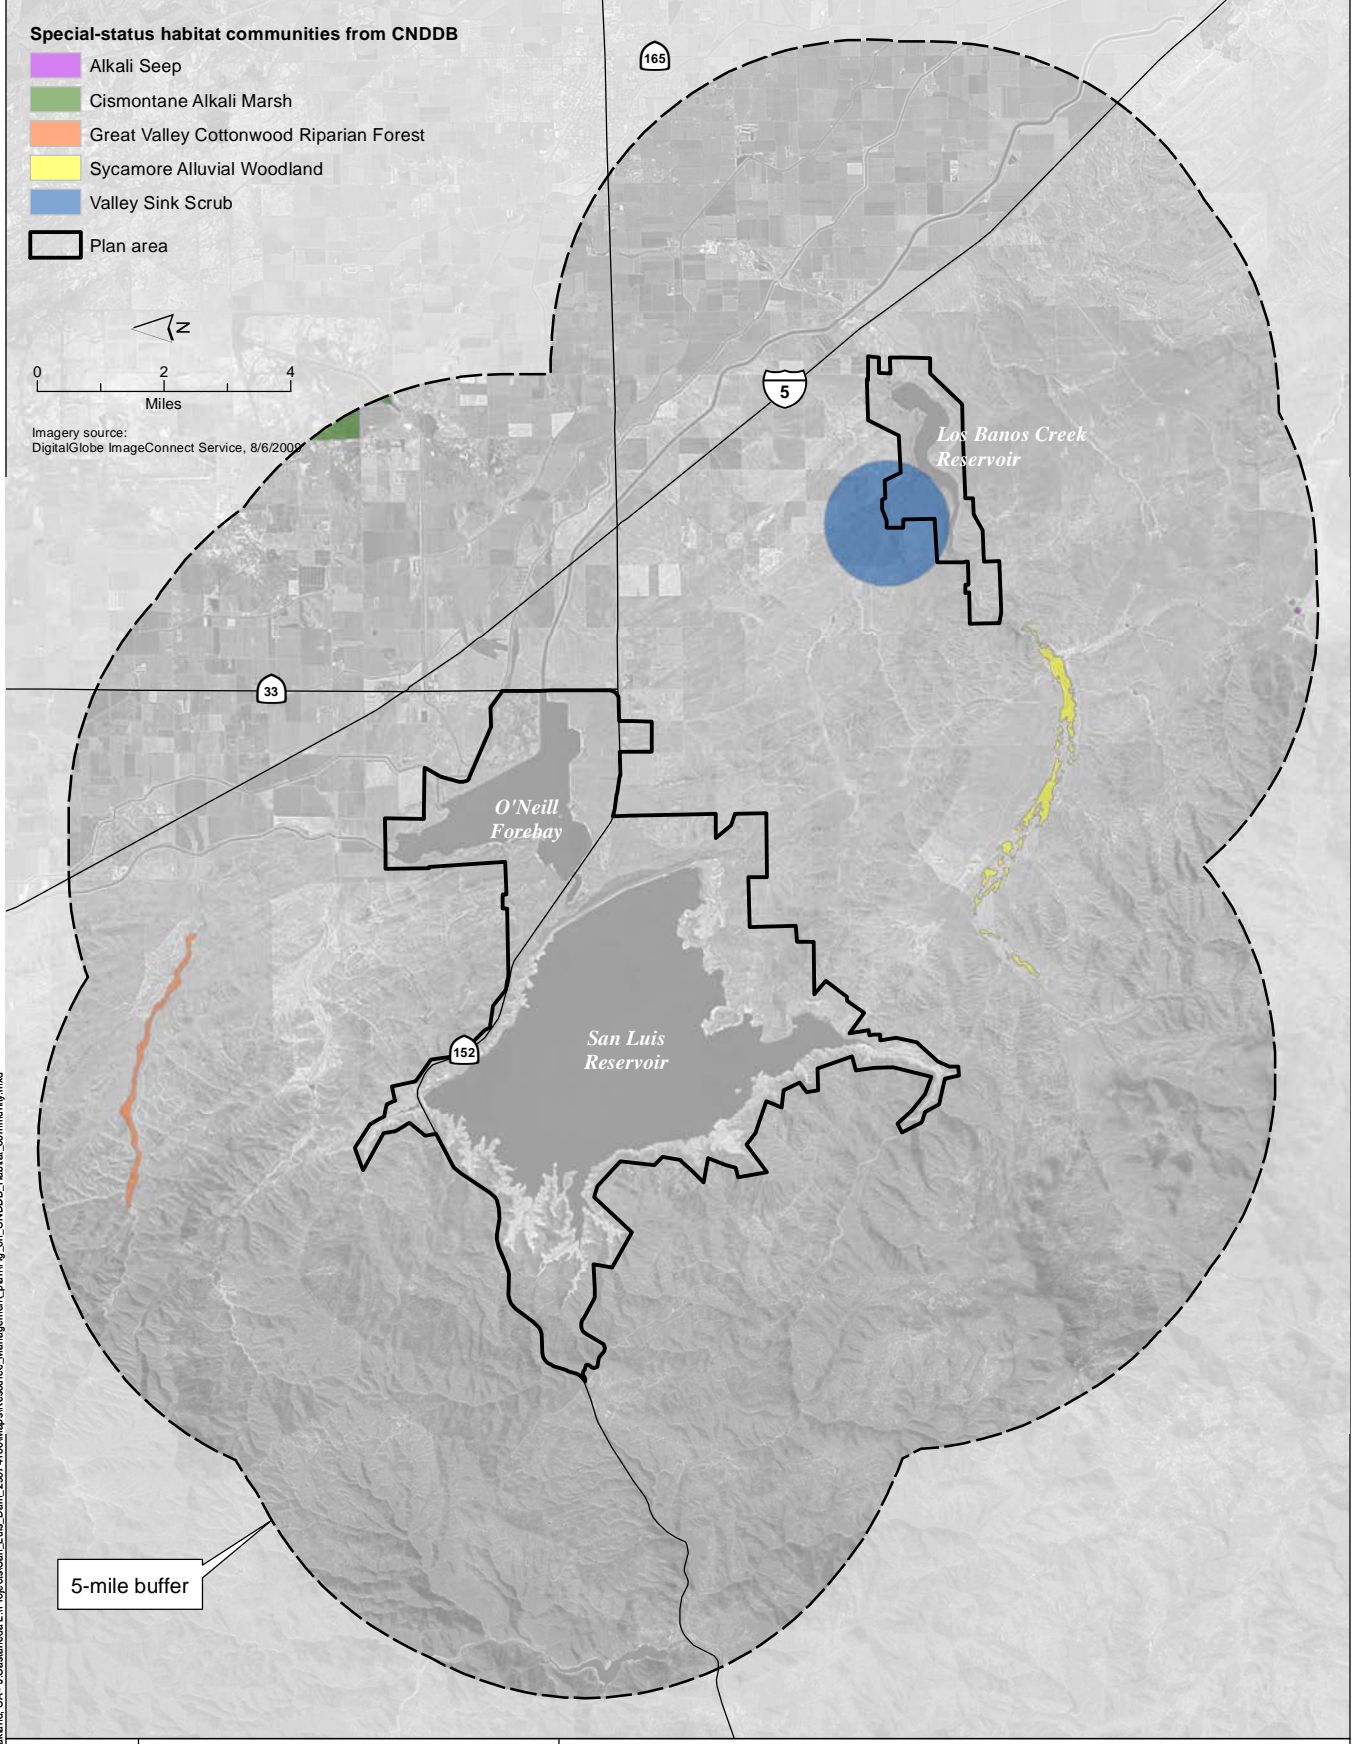 Special-status habitat communities from CNDDB
Alkali Seep
Cismontane Alkali Marsh
Great Valley Cottonwood Riparian Forest
Sycamore Alluvial Woodland
Valley Sink Scrub
Plan area
N
0 2 4
Miles
Imagery source:
DigitalGlobe ImageConnect Service, 8/6/2009
165
5
Los Banos Creek
Reservoir
33
O'Neill
Forebay
152
San Luis
Reservoir
5-mile buffer